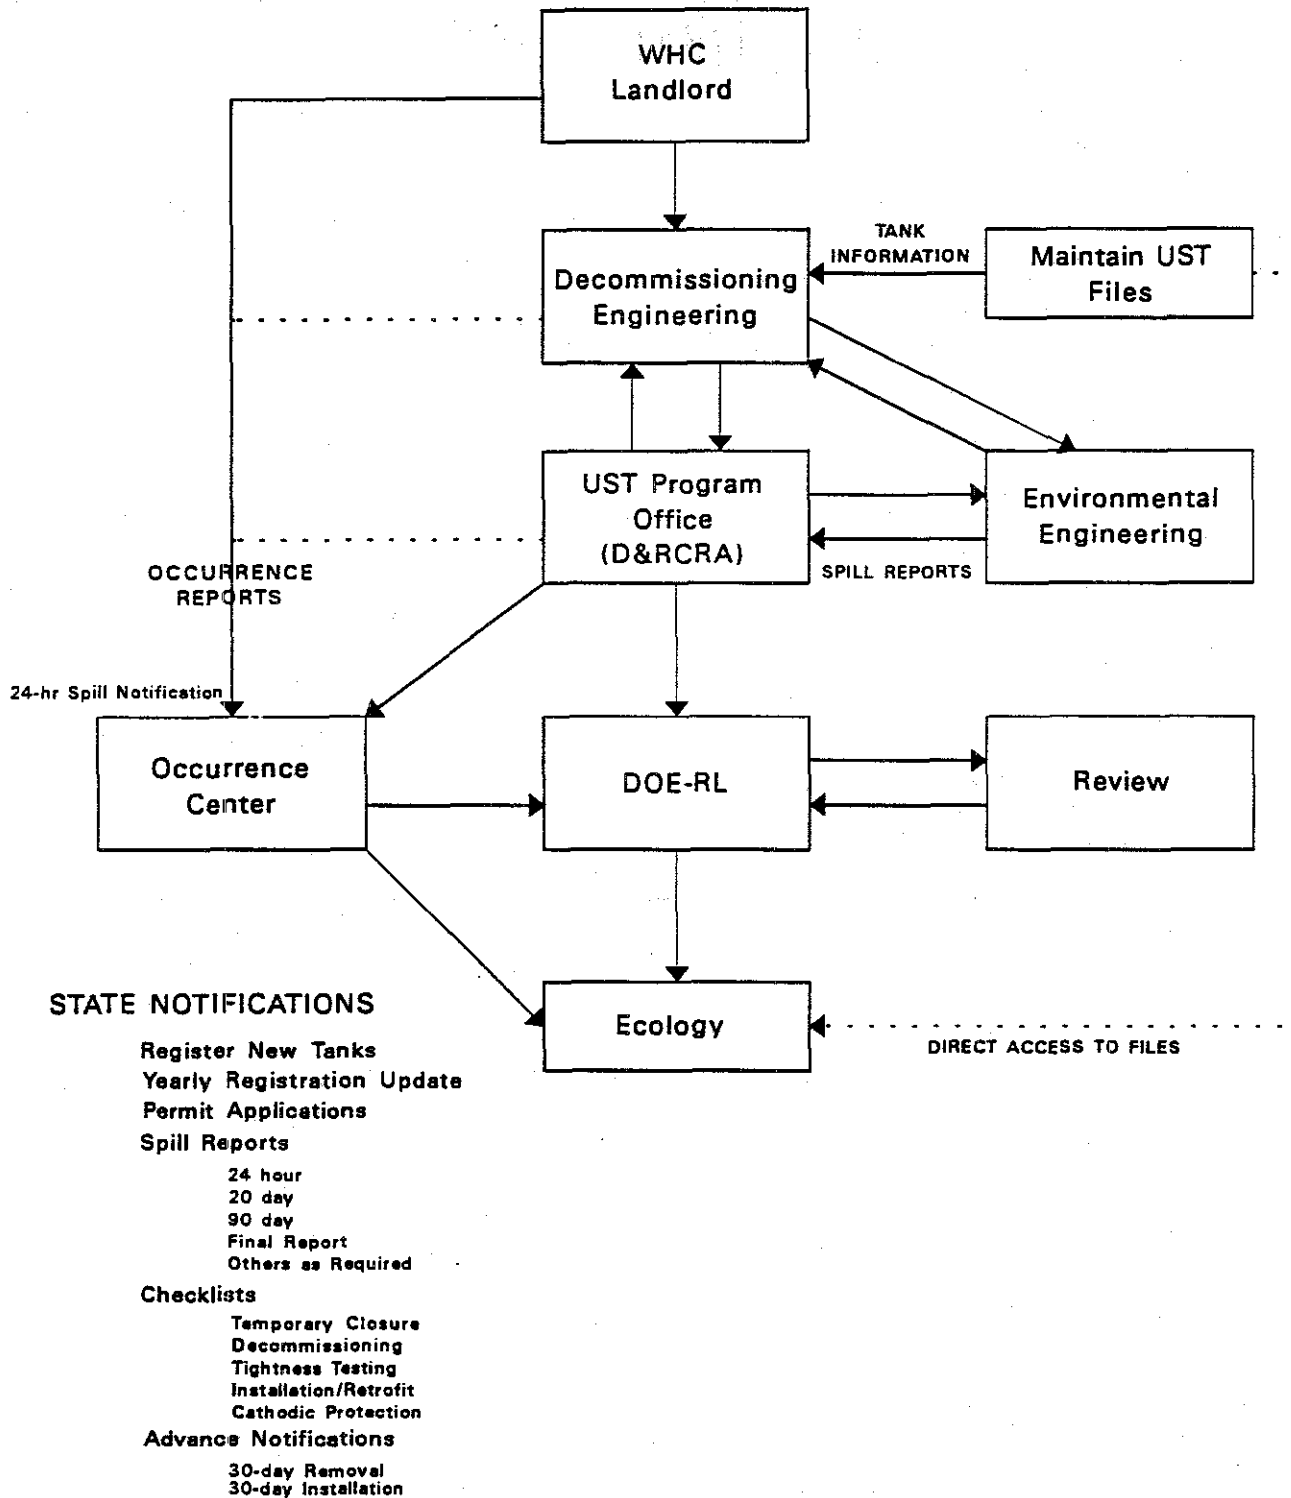 WHC
Landlord
TANK
INFORMATION
Maintain UST
Files
Decommissioning
Engineering
UST Program
Office
(D&RCRA)
Environmental
Engineering
SPILL REPORTS
OCCURRENCE
REPORTS
24-hr Spill Notification
Occurrence
Center
DOE-RL
Review
Ecology
DIRECT ACCESS TO FILES
STATE NOTIFICATIONS
Register New Tanks
Yearly Registration Update
Permit Applications
Spill Reports
24 hour
20 day
90 day
Final Report
Others as Required
Checklists
Temporary Closure
Decommissioning
Tightness Testing
Installation/Retrofit
Cathodic Protection
Advance Notifications
30-day Removal
30-day Installation